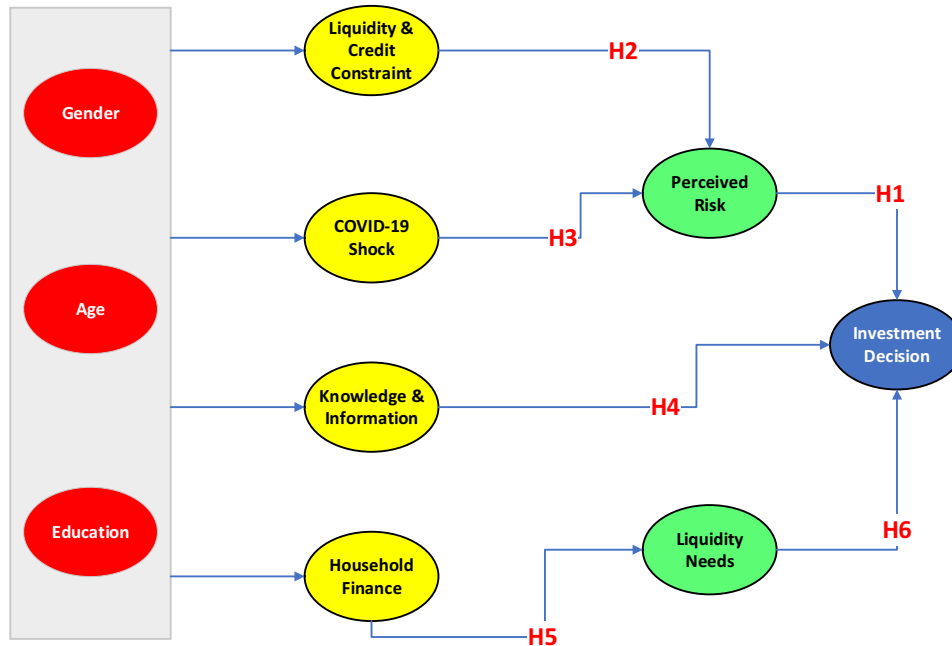 Gender
Age
Education
Liquidity &
Credit
Constraint
H2
COVID-19
Shock
H3
Perceived
Risk
H1
Knowledge &
Information
H4
Investment
Decision
Household
Finance
H5
Liquidity
Needs
H6